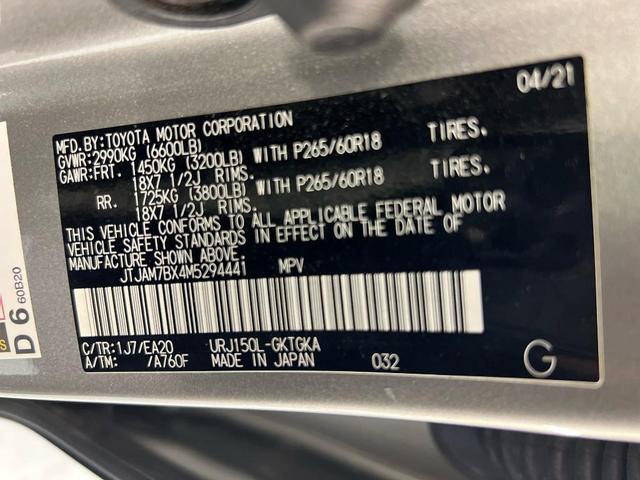 04/21
MFD.BY:TOYOTA MOTOR CORPORATION
GVWR:2990KG (6600LB)
GAWR:FRT. 1450KG (3200LB) WITH P265/60R18 TIRES.
18X7 1/2J RIMS.
RR. 1725KG (3800LB) WITH P265/60R18 TIRES.
18X7 1/2J RIMS.
THIS VEHICLE CONFORMS TO ALL APPLICABLE FEDERAL MOTOR
VEHICLE SAFETY STANDARDS IN EFFECT ON THE DATE OF
MANUFACTURE SHOWN ABOVE.
JTJAM7BX4M5294441 MPV
C/TR:1J7/EA20 URJ150L-GKTGKA
A/TM: /A760F MADE IN JAPAN 032 G
D 6 60B20
S